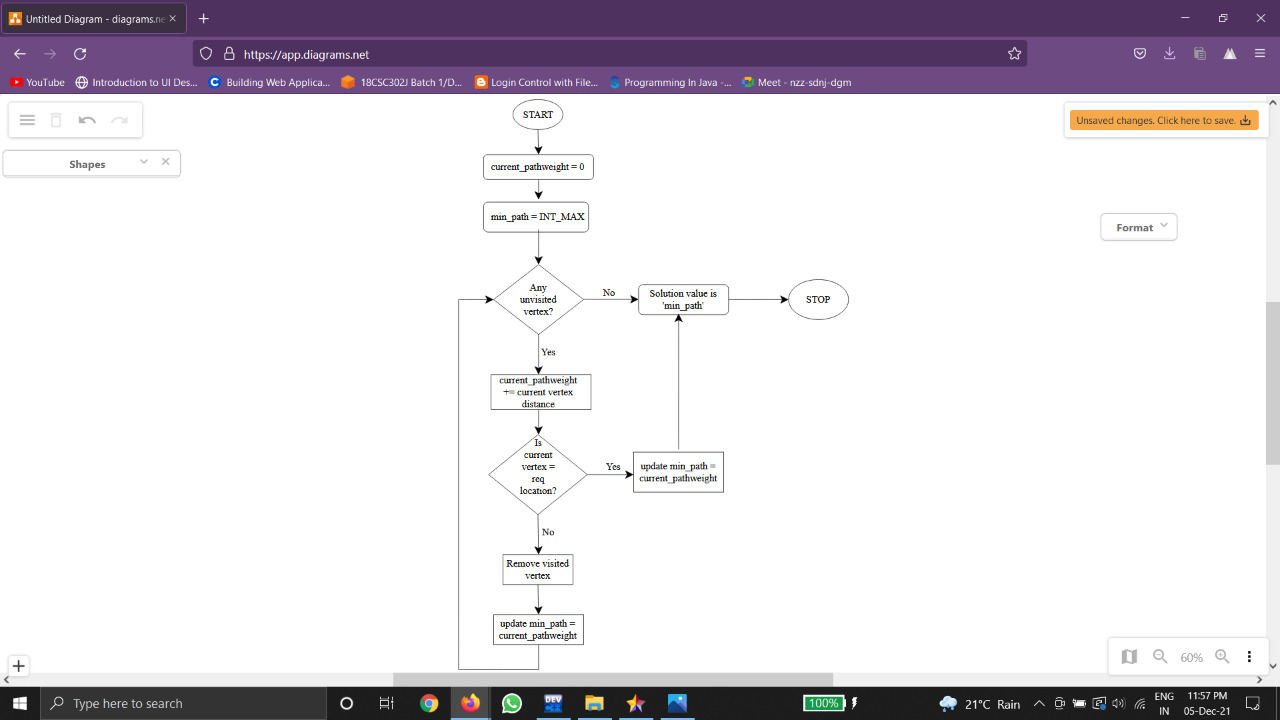 Untitled Diagram - diagrams.ne
https://app.diagrams.net
YouTube
Introduction to UI Des...
Building Web Applica...
18CSC302J Batch 1/D...
Login Control with File...
Programming In Java -...
Meet - nzz-sdnj-dgm
START
Unsaved changes. Click here to save.
Shapes
current_pathweight = 0
min_path = INT_MAX
Format
Any
unvisited
vertex?
No
Solution value is
'min_path'
STOP
Yes
current_pathweight
+= current vertex
distance
Is
current
vertex =
req
location?
Yes
update min_path =
current_pathweight
No
Remove visited
vertex
update min_path =
current_pathweight
60%
Type here to search
DEV
100%
21°C Rain
ENG
IN
11:57 PM
05-Dec-21